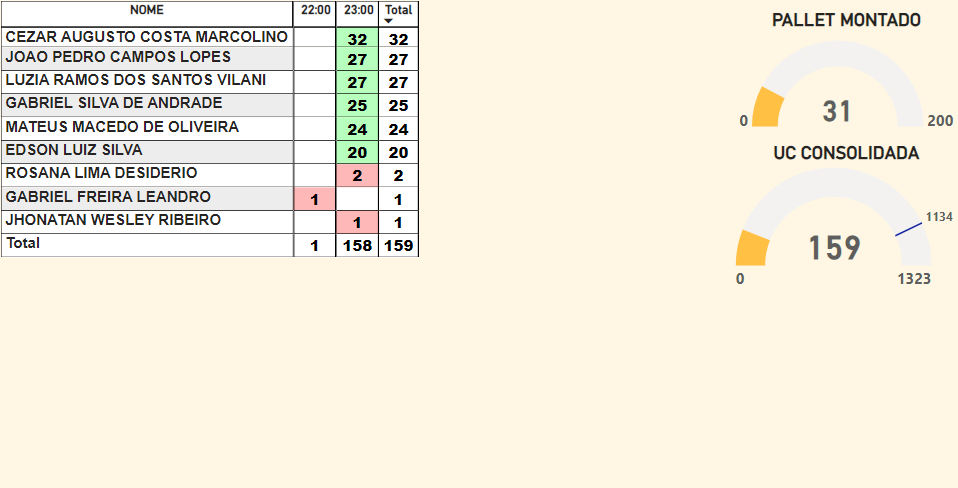 NOME 22:00 23:00 Total
CEZAR AUGUSTO COSTA MARCOLINO 32 32
JOAO PEDRO CAMPOS LOPES 27 27
LUZIA RAMOS DOS SANTOS VILANI 27 27
GABRIEL SILVA DE ANDRADE 25 25
MATEUS MACEDO DE OLIVEIRA 24 24
EDSON LUIZ SILVA 20 20
ROSANA LIMA DESIDERIO 2 2
GABRIEL FREIRA LEANDRO 1 1
JHONATAN WESLEY RIBEIRO 1 1
Total 1 158 159
PALLET MONTADO
31
0 200
UC CONSOLIDADA
1134
159
0 1323